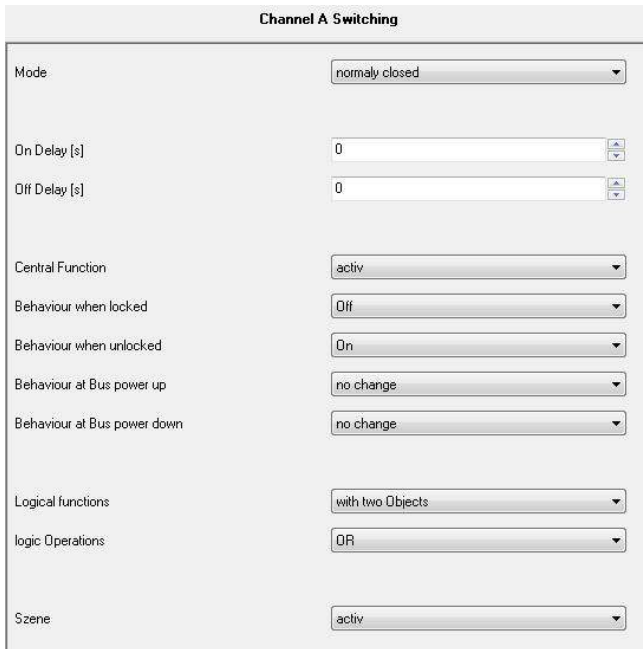 Channel A Switching
Mode normaly closed
On Delay [s] 0
Off Delay [s] 0
Central Function activ
Behaviour when locked Off
Behaviour when unlocked On
Behaviour at Bus power up no change
Behaviour at Bus power down no change
Logical functions with two Objects
logic Operations OR
Szene activ